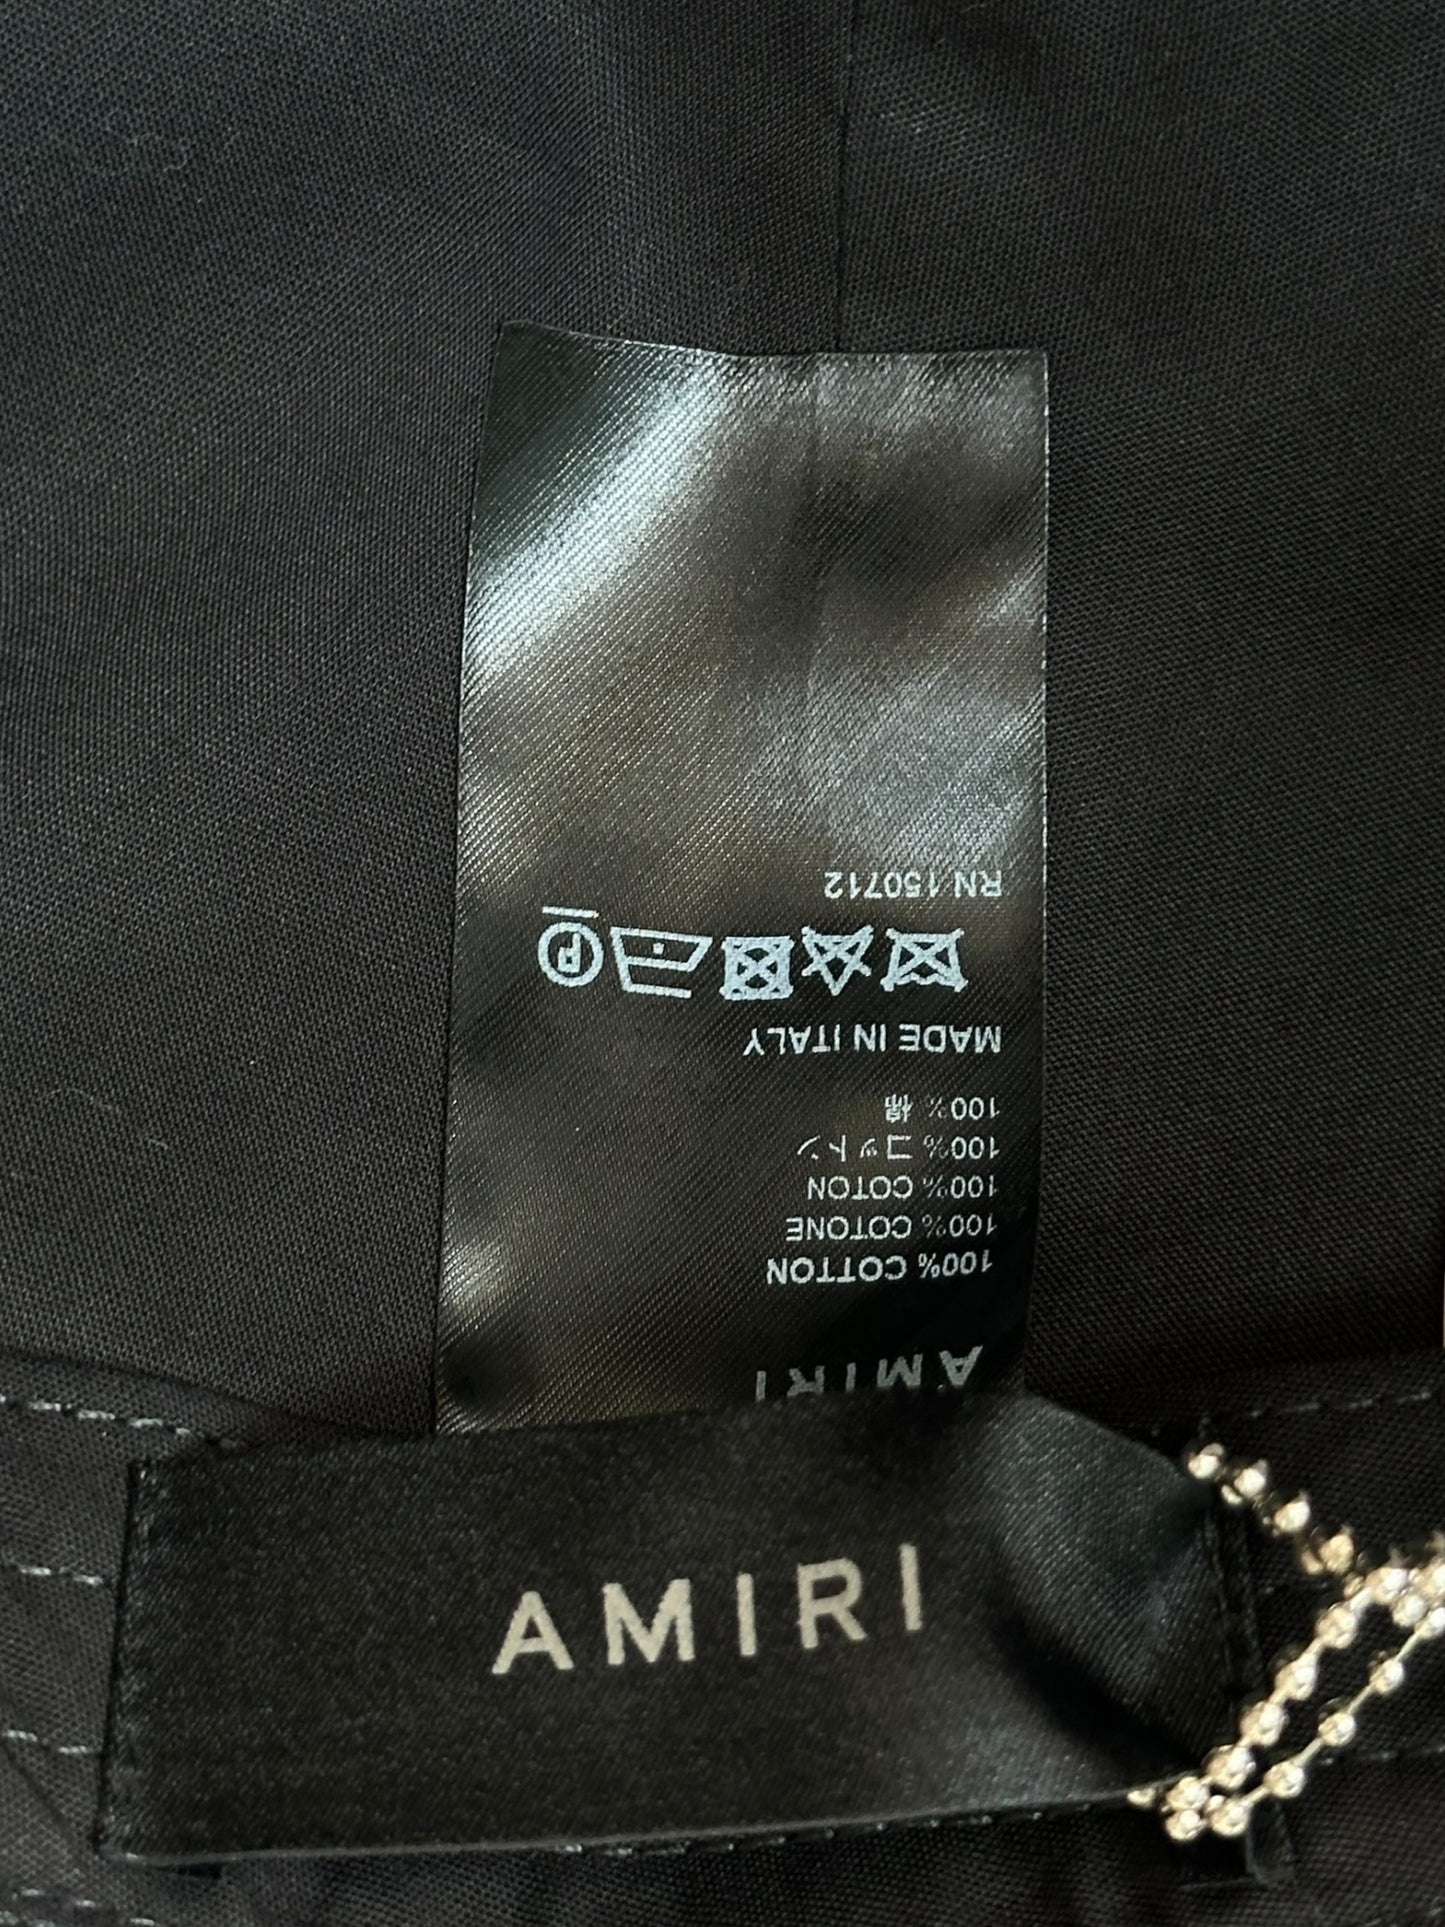 AMIRI
100% COTTON
100% COTONE
100% COTON
100% コットン
100% 棉
MADE IN ITALY
P
RN 150712
AMIRI